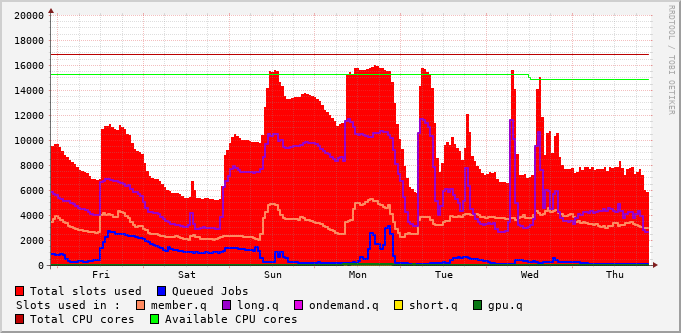 20000
18000
16000
14000
12000
10000
8000
6000
4000
2000
0
Fri Sat Sun Mon Tue Wed Thu
RRDTOOL / TOBI OETIKER
Total slots used Queued Jobs
Slots used in : member.q long.q ondemand.q short.q gpu.q
Total CPU cores Available CPU cores